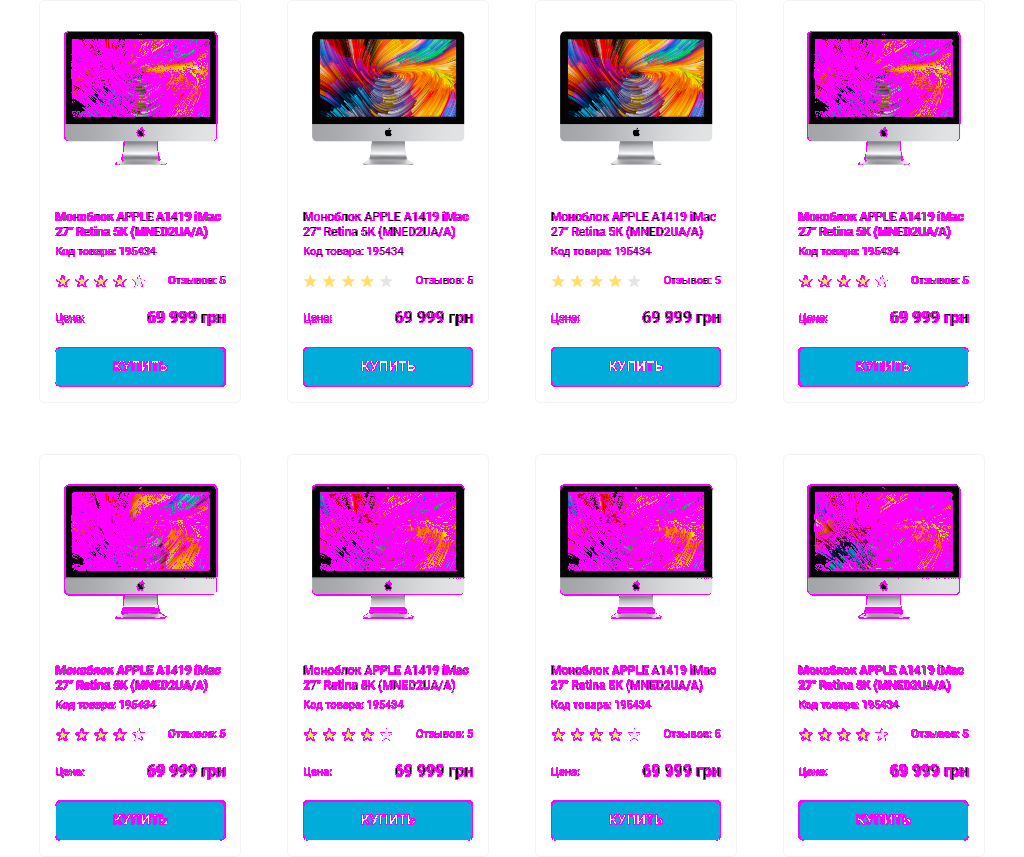 Моноблок APPLE A1419 iMac
27" Retina 5K (MNED2UA/A)
Код товара: 195434
Отзывов: 5
Цена:
69 999 грн
КУПИТЬ
Моноблок APPLE A1419 iMac
27" Retina 5K (MNED2UA/A)
Код товара: 195434
Отзывов: 5
Цена:
69 999 грн
КУПИТЬ
Моноблок APPLE A1419 iMac
27" Retina 5K (MNED2UA/A)
Код товара: 195434
Отзывов: 5
Цена:
69 999 грн
КУПИТЬ
Моноблок APPLE A1419 iMac
27" Retina 5K (MNED2UA/A)
Код товара: 195434
Отзывов: 5
Цена:
69 999 грн
КУПИТЬ
Моноблок APPLE A1419 iMac
27" Retina 5K (MNED2UA/A)
Код товара: 195434
Отзывов: 5
Цена:
69 999 грн
КУПИТЬ
Моноблок APPLE A1419 iMac
27" Retina 5K (MNED2UA/A)
Код товара: 195434
Отзывов: 5
Цена:
69 999 грн
КУПИТЬ
Моноблок APPLE A1419 iMac
27" Retina 5K (MNED2UA/A)
Код товара: 195434
Отзывов: 5
Цена:
69 999 грн
КУПИТЬ
Моноблок APPLE A1419 iMac
27" Retina 5K (MNED2UA/A)
Код товара: 195434
Отзывов: 5
Цена:
69 999 грн
КУПИТЬ